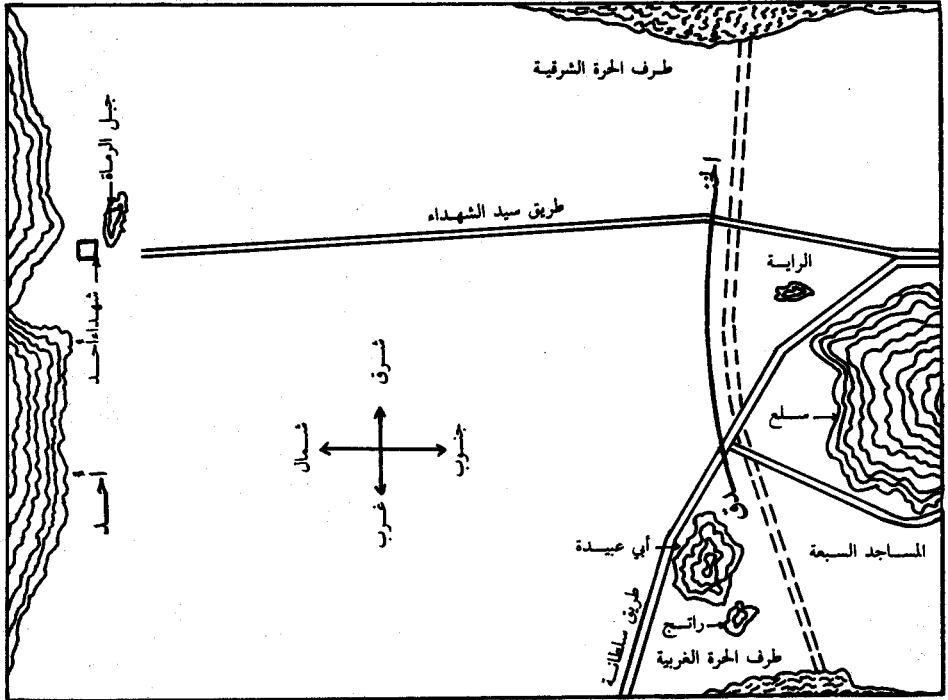 طرف الحرة الشرقية
جبل الرماة
طريق سيد الشهداء
الراية
شهداء أحد
شرق
شمال
جنوب
غرب
سلع
أحد
أبي عبيدة
المساجد السبعة
راتج
طرف الحرة الغربية
طريق سلطانة